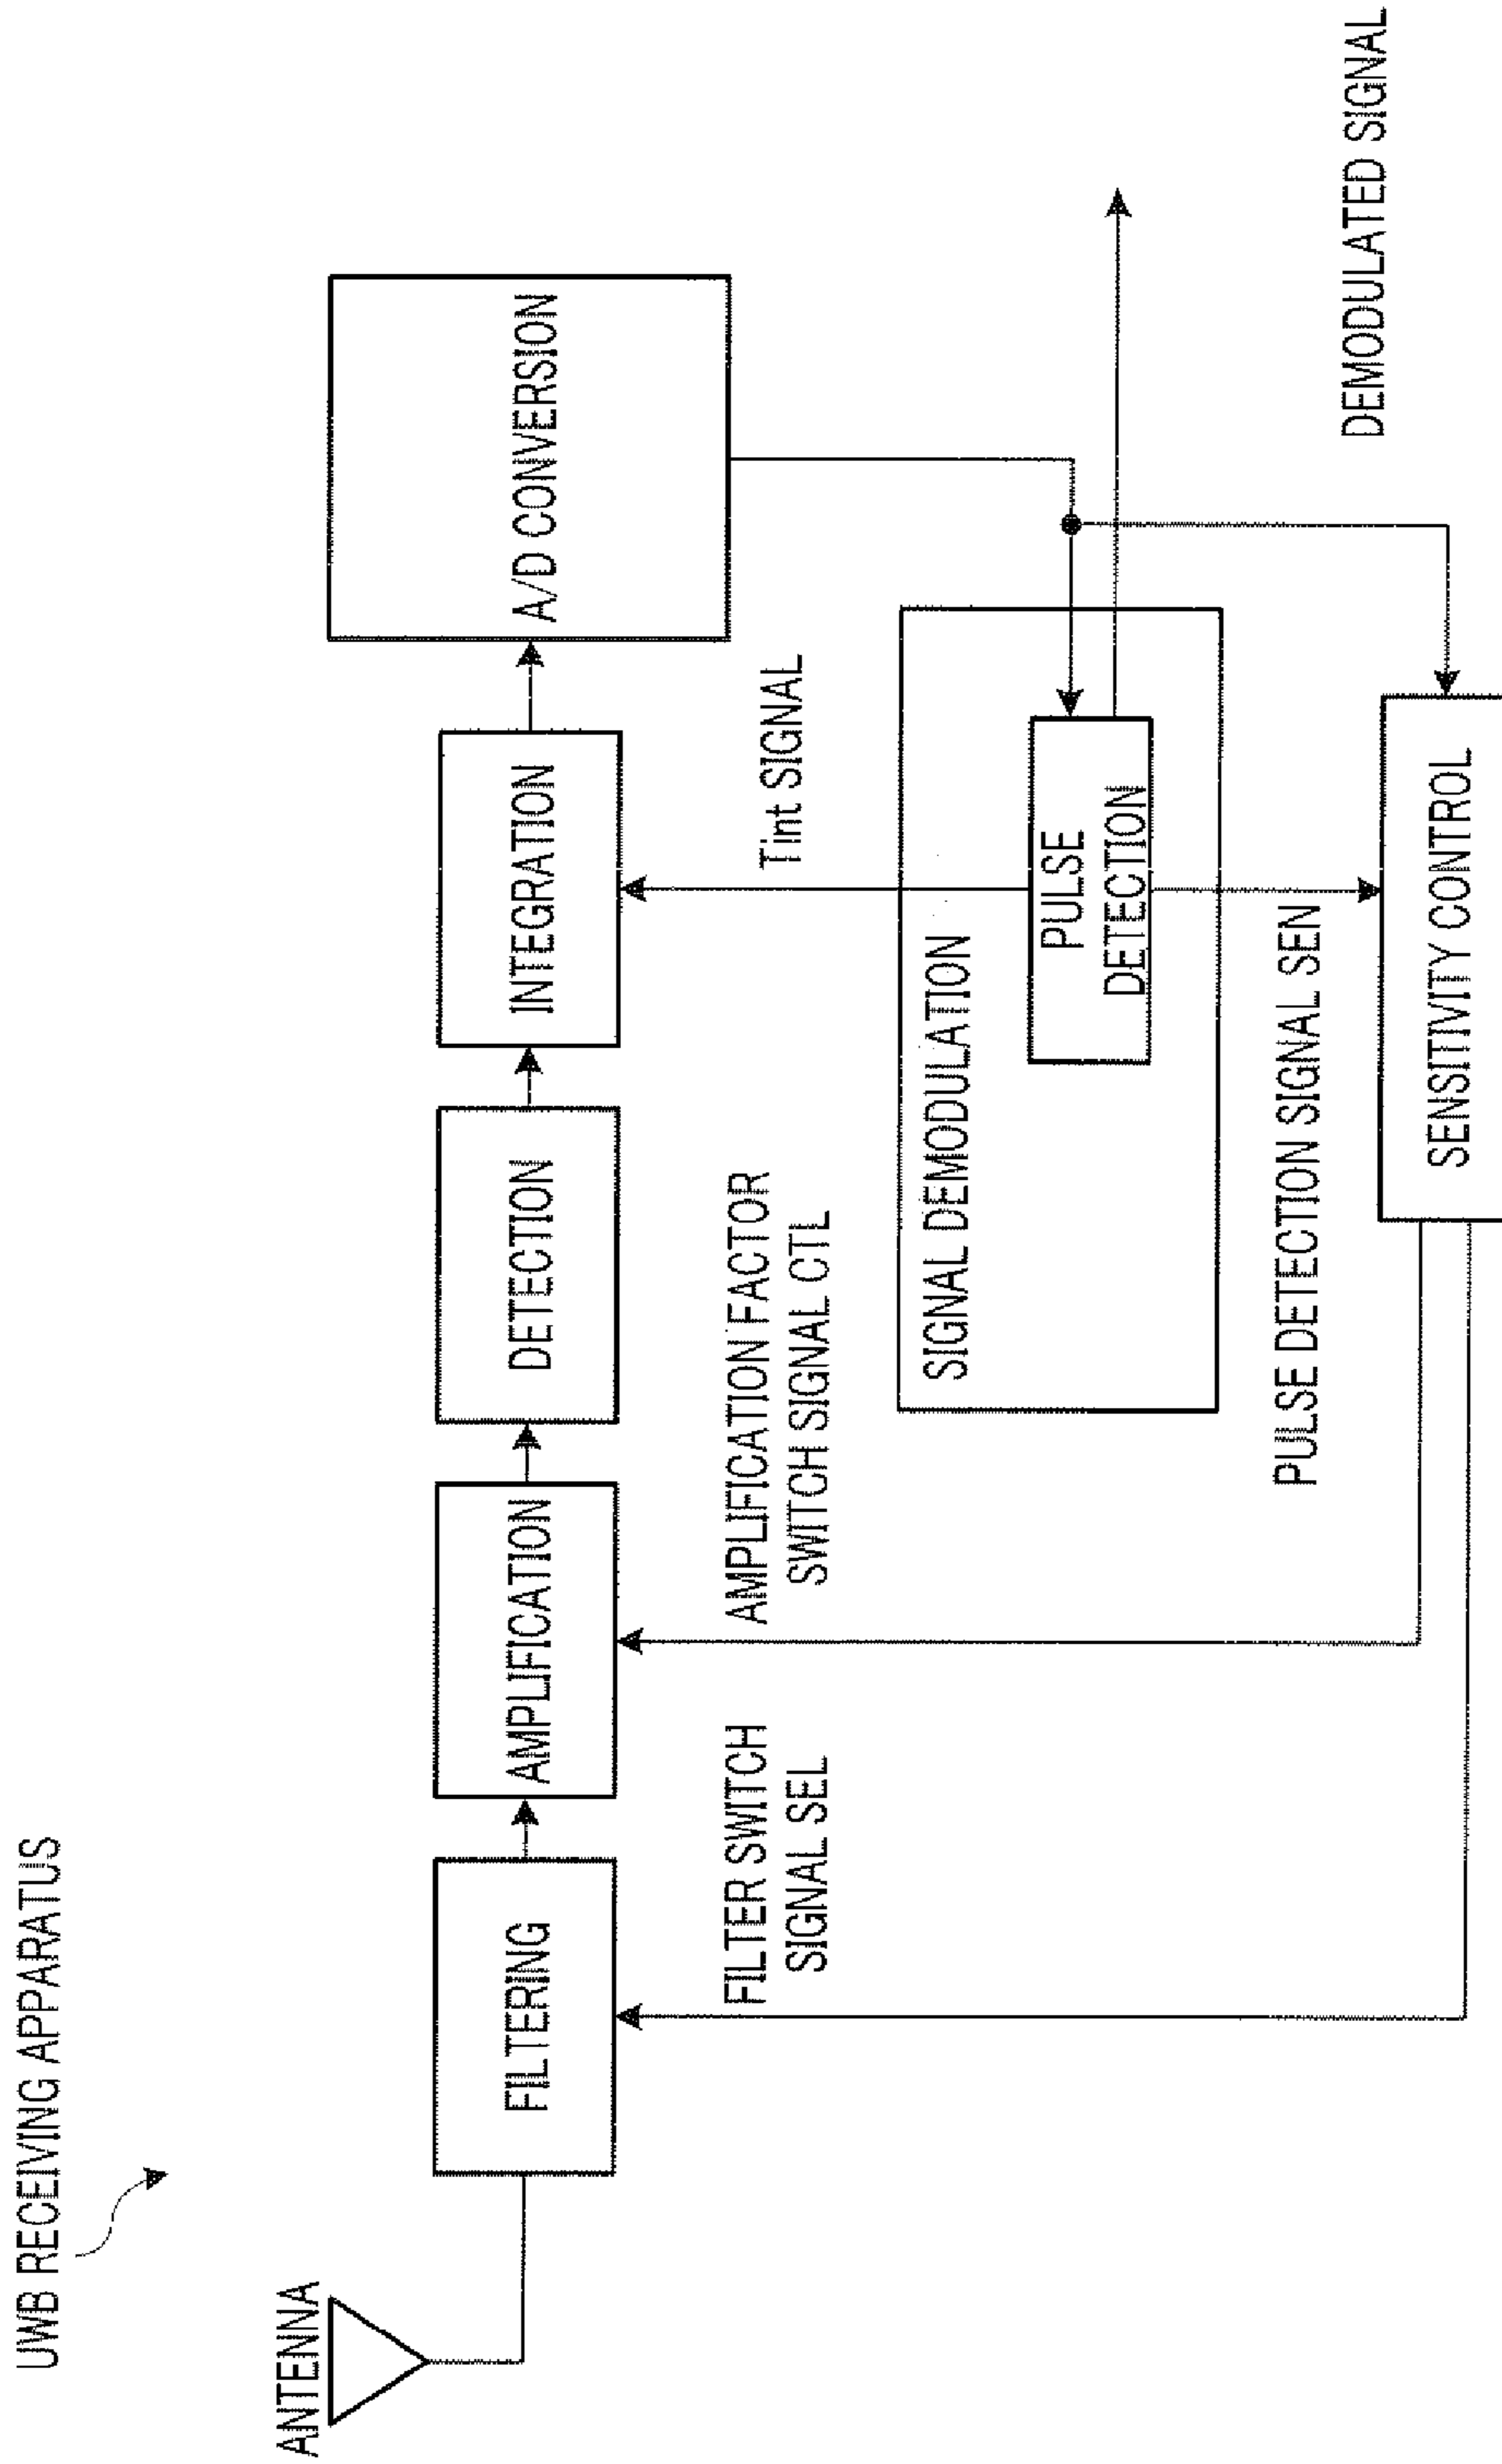 UWB RECEIVING APPARATUS
ANTENNA
FILTERING
AMPLIFICATION
DETECTION
INTEGRATION
A/D CONVERSION
FILTER SWITCH
SIGNAL SEL
AMPLIFICATION FACTOR
SWITCH SIGNAL CTL
Tint SIGNAL
SIGNAL DEMODULATION
PULSE
DETECTION
PULSE DETECTION SIGNAL SEN
SENSITIVITY CONTROL
DEMODULATED SIGNAL